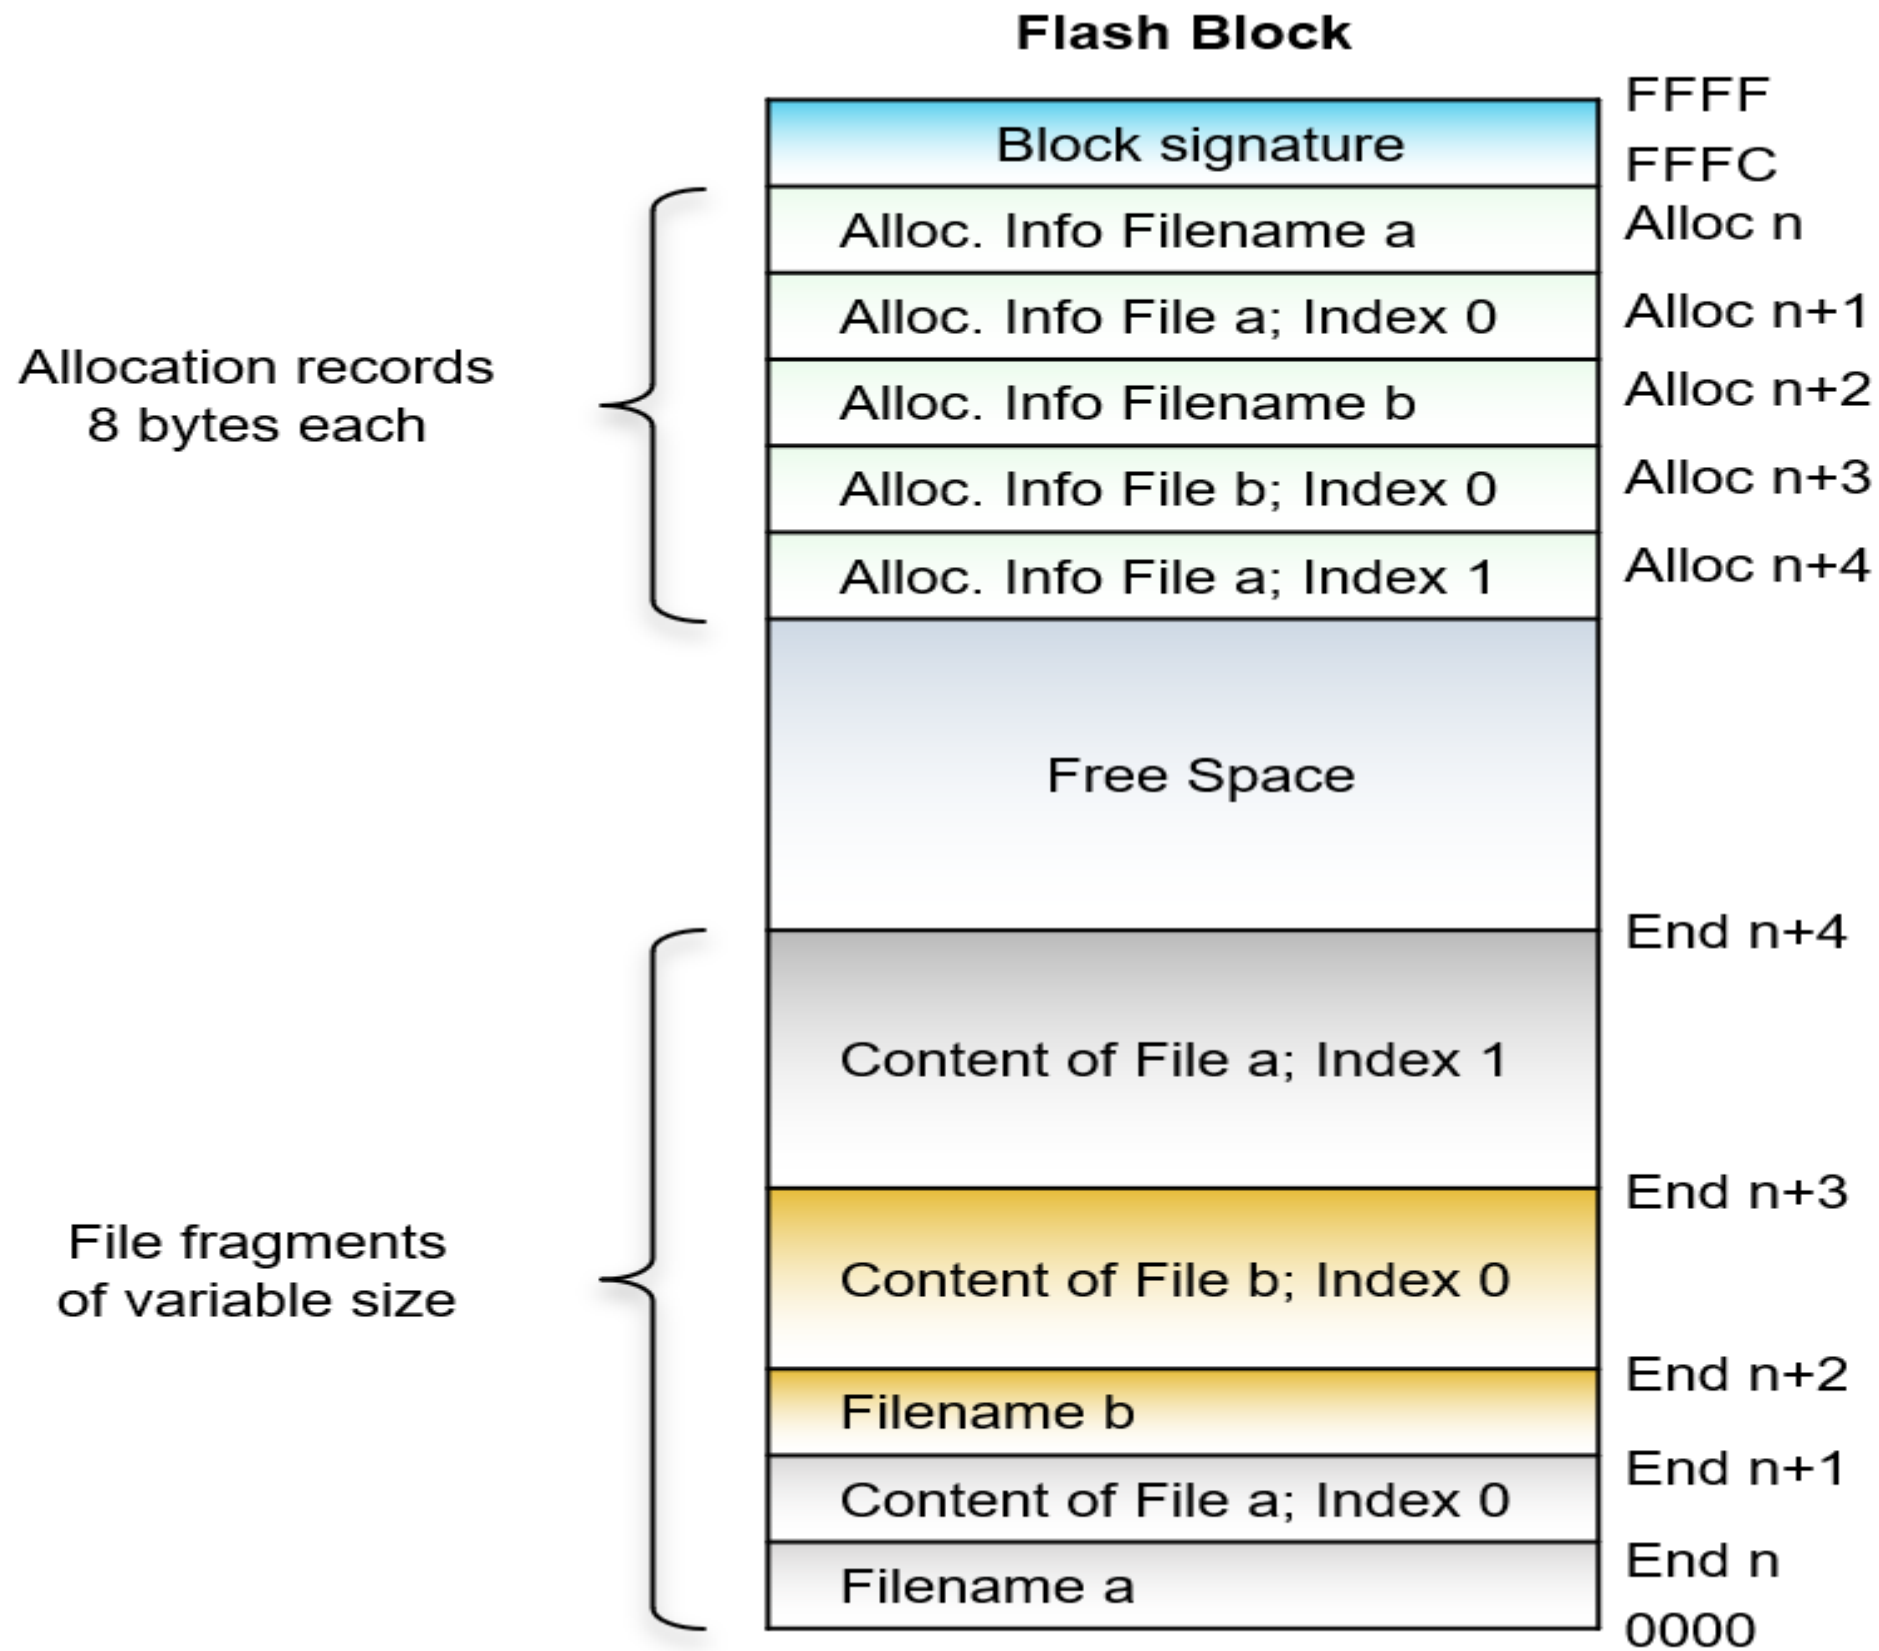 Flash Block
FFFF
Block signature
FFFC
Alloc. Info Filename a
Alloc n
Alloc. Info File a; Index 0
Alloc n+1
Allocation records
8 bytes each
Alloc. Info Filename b
Alloc n+2
Alloc. Info File b; Index 0
Alloc n+3
Alloc. Info File a; Index 1
Alloc n+4
Free Space
End n+4
Content of File a; Index 1
End n+3
File fragments
of variable size
Content of File b; Index 0
End n+2
Filename b
End n+1
Content of File a; Index 0
End n
Filename a
0000